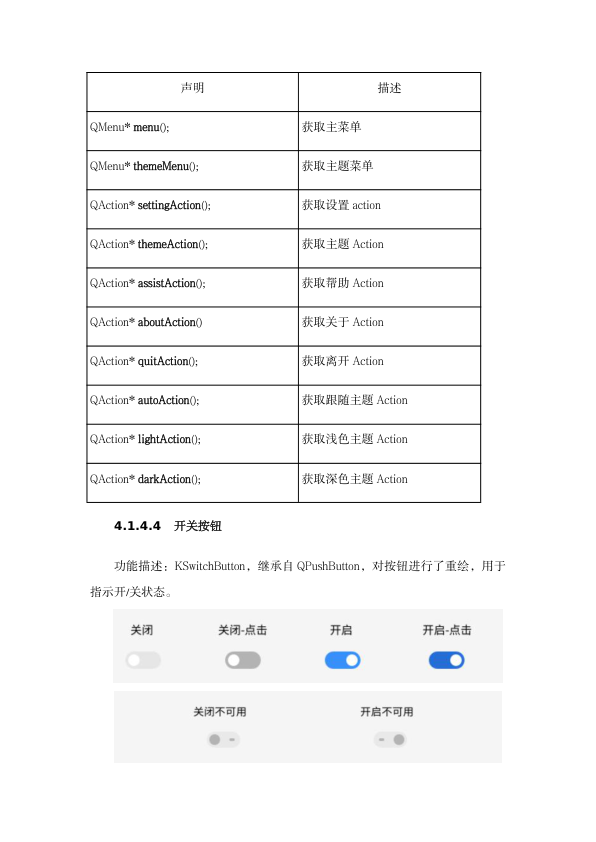 声明 描述
QMenu* menu(); 获取主菜单
QMenu* themeMenu(); 获取主题菜单
QAction* settingAction(); 获取设置 action
QAction* themeAction(); 获取主题 Action
QAction* assistAction(); 获取帮助 Action
QAction* aboutAction() 获取关于 Action
QAction* quitAction(); 获取离开 Action
QAction* autoAction(); 获取跟随主题 Action
QAction* lightAction(); 获取浅色主题 Action
QAction* darkAction(); 获取深色主题 Action
4.1.4.4 开关按钮
功能描述：KSwitchButton，继承自 QPushButton，对按钮进行了重绘，用于
指示开/关状态。
关闭 关闭-点击 开启 开启-点击
关闭不可用 开启不可用